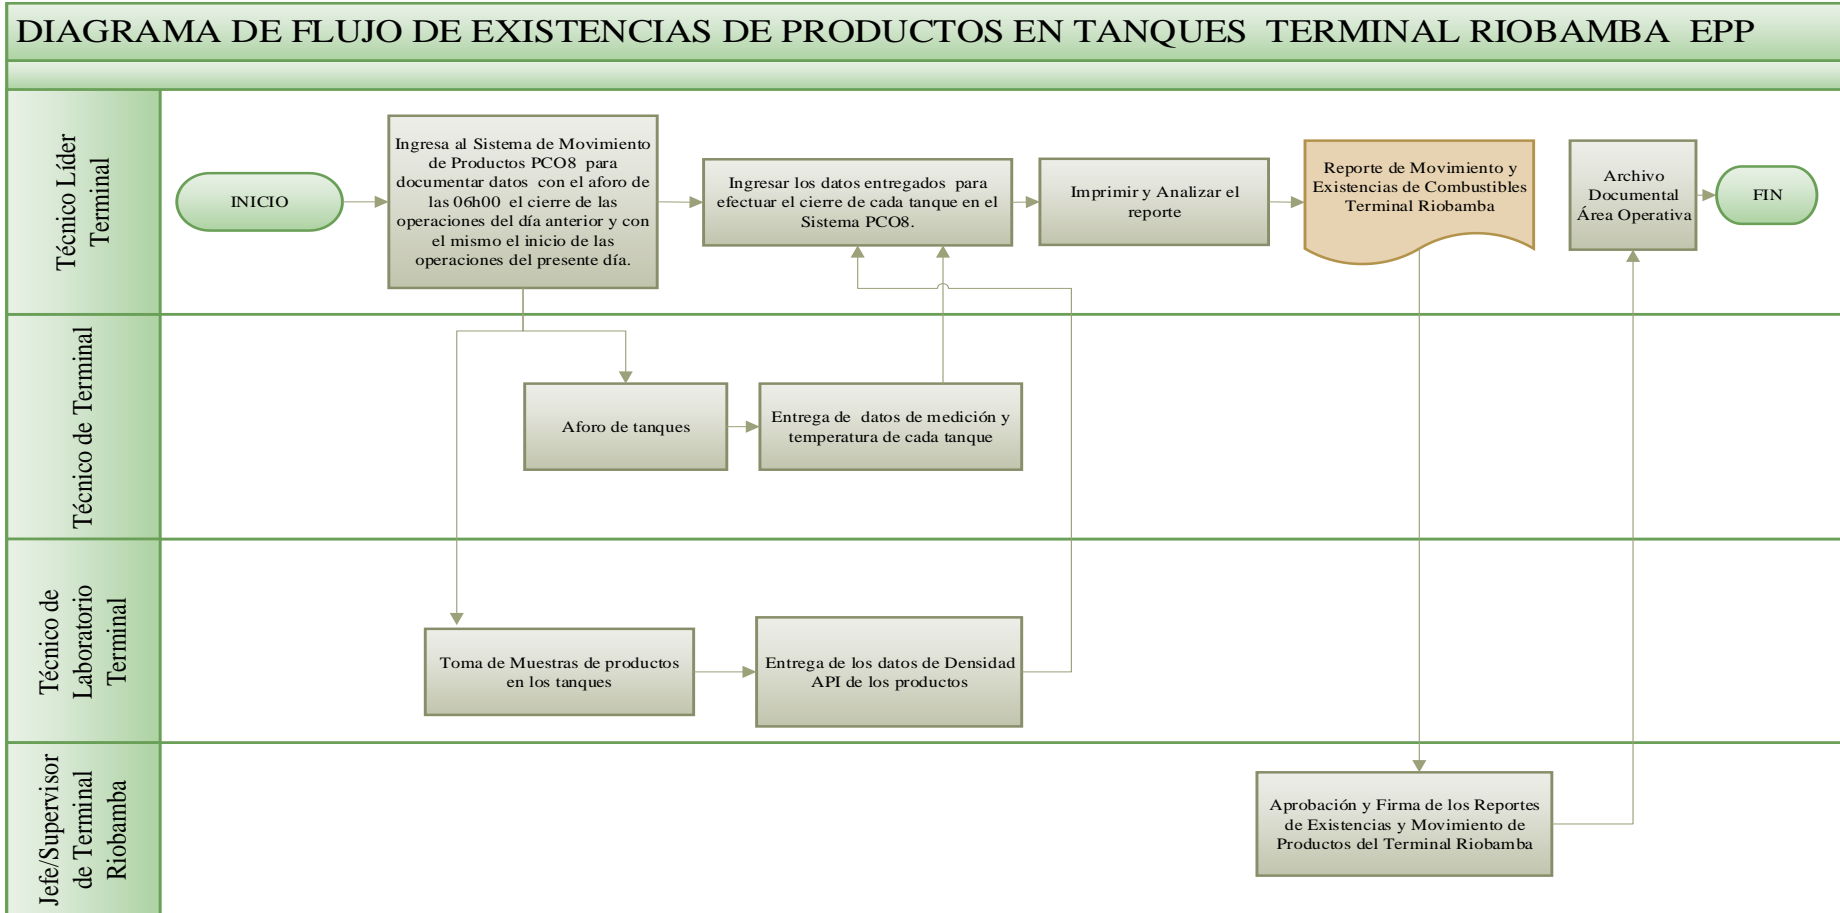 DIAGRAMA DE FLUJO DE EXISTENCIAS DE PRODUCTOS EN TANQUES TERMINAL RIOBAMBA EPP
Técnico Líder
Terminal
INICIO
Ingresa al Sistema de Movimiento
de Productos PCO8 para
documentar datos con el aforo de
las 06h00 el cierre de las
operaciones del día anterior y con
el mismo el inicio de las
operaciones del presente día.
Ingresar los datos entregados para
efectuar el cierre de cada tanque en el
Sistema PCO8.
Imprimir y Analizar el
reporte
Reporte de Movimiento y
Existencias de Combustibles
Terminal Riobamba
Archivo
Documental
Área Operativa
FIN
Técnico de Terminal
Aforo de tanques
Entrega de datos de medición y
temperatura de cada tanque
Técnico de
Laboratorio
Terminal
Toma de Muestras de productos
en los tanques
Entrega de los datos de Densidad
API de los productos
Jefe/Supervisor
de Terminal
Riobamba
Aprobación y Firma de los Reportes
de Existencias y Movimiento de
Productos del Terminal Riobamba